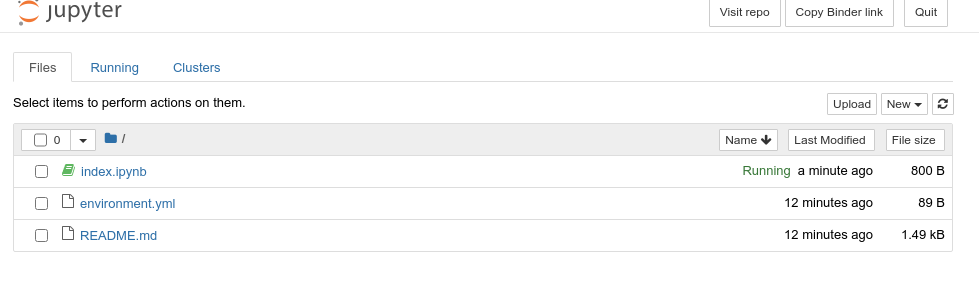 jupyter
Visit repo Copy Binder link Quit
Files Running Clusters
Select items to perform actions on them.
Upload New
0 / Name Last Modified File size
index.ipynb Running a minute ago 800 B
environment.yml 12 minutes ago 89 B
README.md 12 minutes ago 1.49 kB